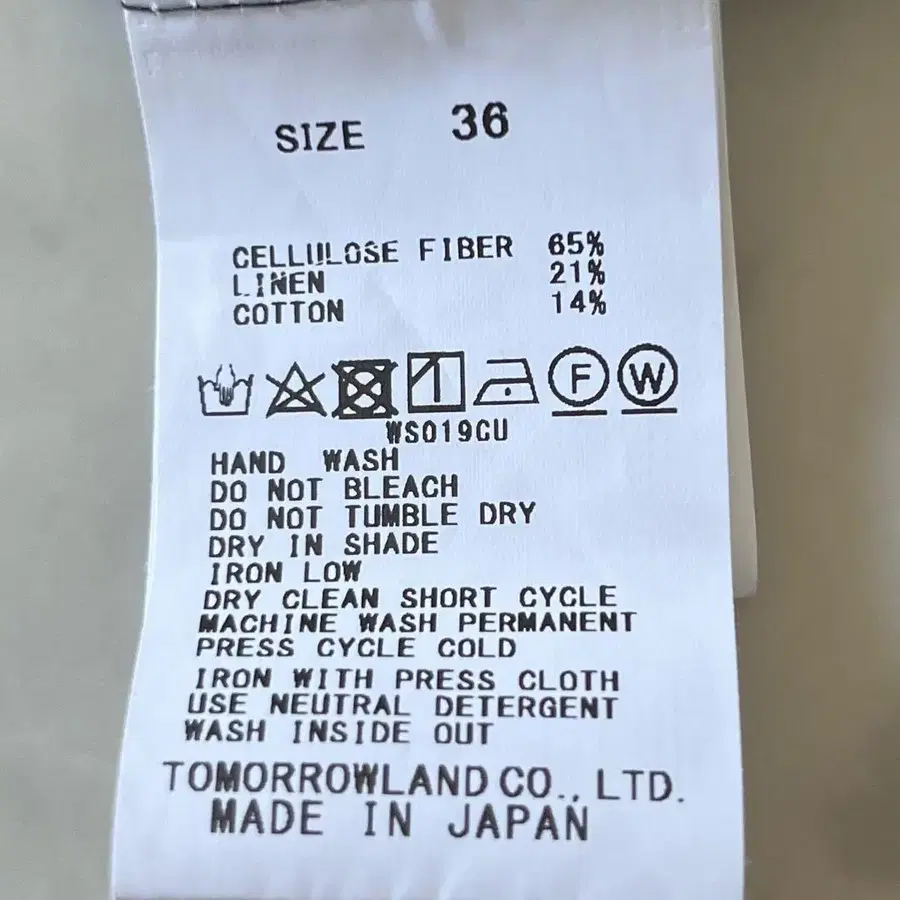 SIZE 36
CELLULOSE FIBER 65%
LINEN 21%
COTTON 14%
F W
WS019CU
HAND WASH
DO NOT BLEACH
DO NOT TUMBLE DRY
DRY IN SHADE
IRON LOW
DRY CLEAN SHORT CYCLE
MACHINE WASH PERMANENT
PRESS CYCLE COLD
IRON WITH PRESS CLOTH
USE NEUTRAL DETERGENT
WASH INSIDE OUT
TOMORROWLAND CO., LTD.
MADE IN JAPAN